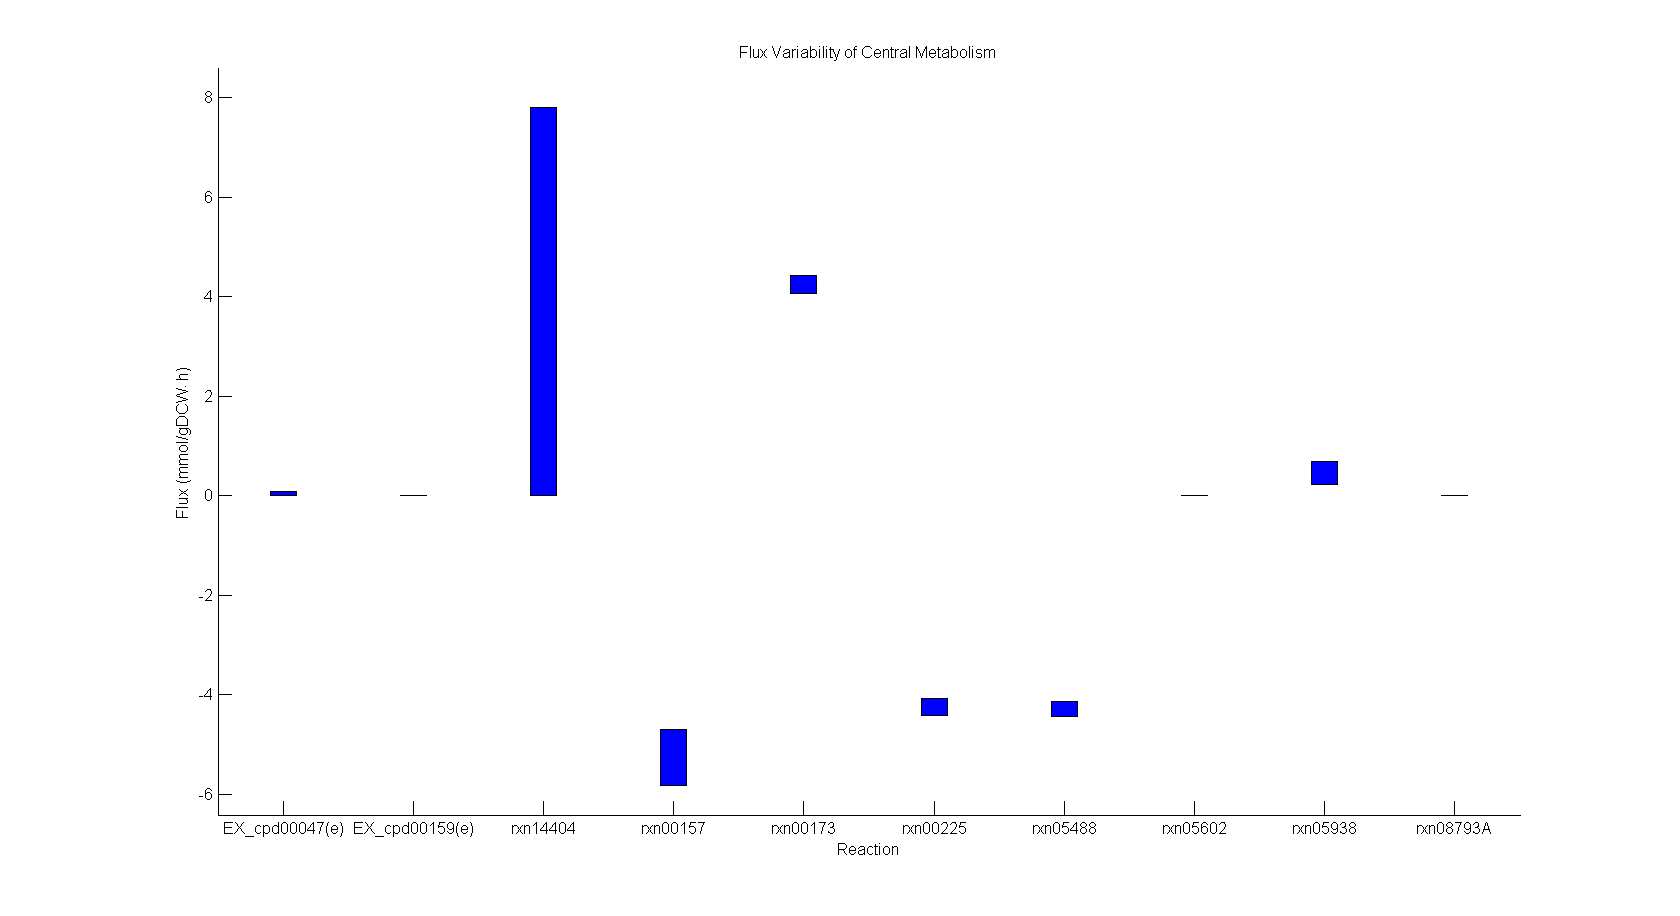 Flux Variability of Central Metabolism
8
6
4
2
0
-2
-4
-6
Flux (mmol/gDCW. h)
EX_cpd00047(e) EX_cpd00159(e) rxn14404 rxn00157 rxn00173 rxn00225 rxn05488 rxn05602 rxn05938 rxn08793A
Reaction